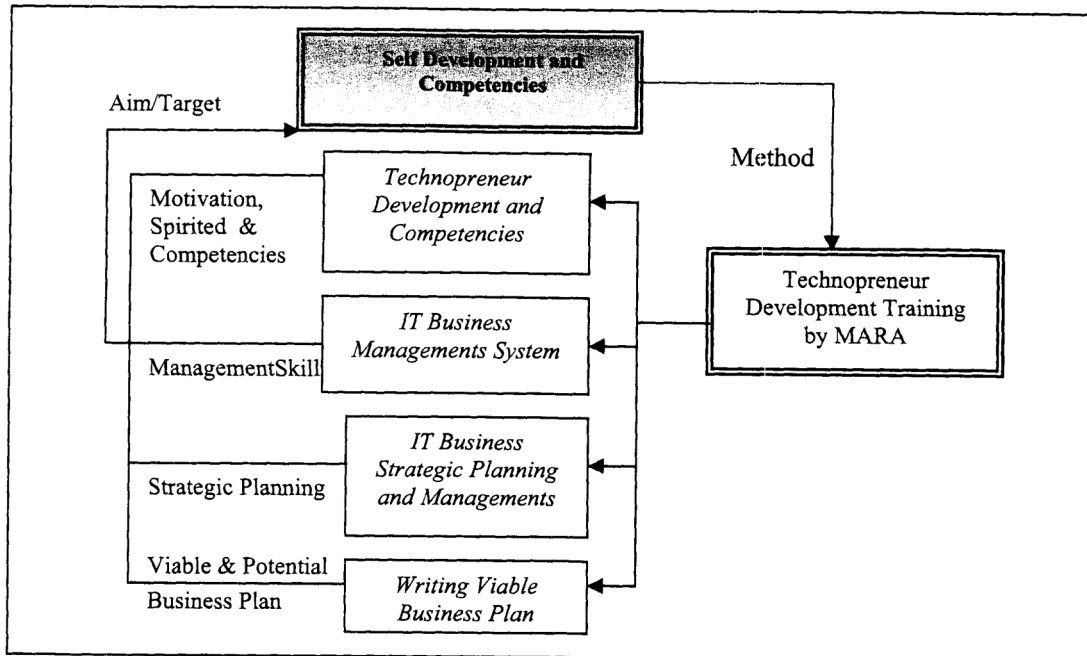 Self Development and
Competencies
Aim/Target
Method
Technopreneur
Development and
Competencies
Motivation,
Spirited &
Competencies
Technopreneur
Development Training
by MARA
IT Business
Managements System
ManagementSkill
IT Business
Strategic Planning
and Managements
Strategic Planning
Viable & Potential
Business Plan
Writing Viable
Business Plan